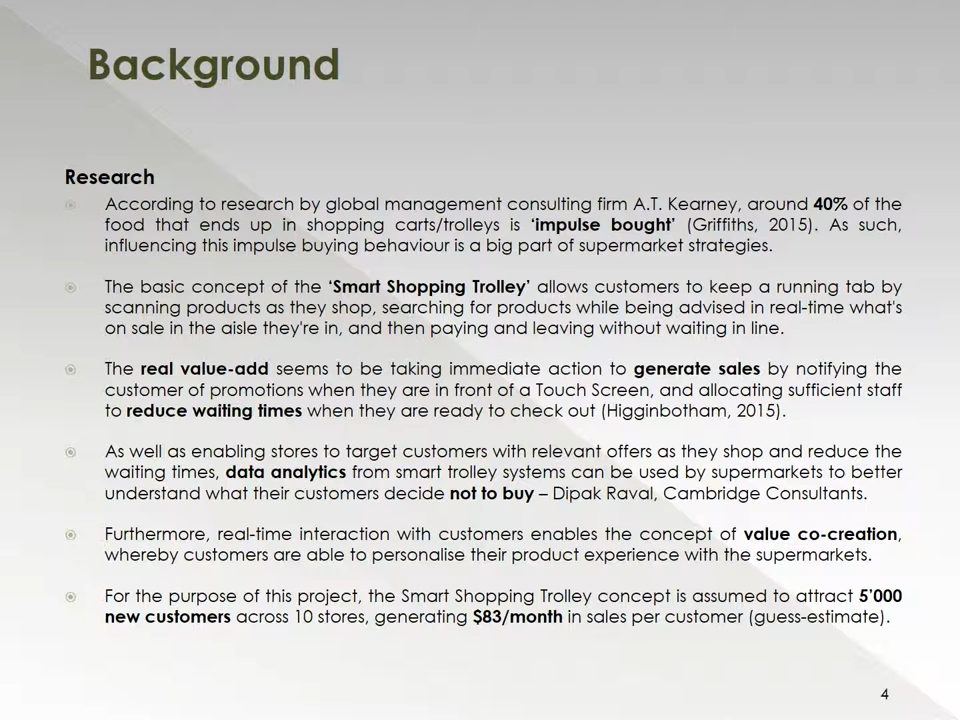 Background
Research
According to research by global management consulting firm A.T. Kearney, around 40% of the
food that ends up in shopping carts/trolleys is ‘impulse bought’ (Griffiths, 2015). As such,
influencing this impulse buying behaviour is a big part of supermarket strategies.
The basic concept of the ‘Smart Shopping Trolley’ allows customers to keep a running tab by
scanning products as they shop, searching for products while being advised in real-time what's
on sale in the aisle they're in, and then paying and leaving without waiting in line.
The real value-add seems to be taking immediate action to generate sales by notifying the
customer of promotions when they are in front of a Touch Screen, and allocating sufficient staff
to reduce waiting times when they are ready to check out (Higginbotham, 2015).
As well as enabling stores to target customers with relevant offers as they shop and reduce the
waiting times, data analytics from smart trolley systems can be used by supermarkets to better
understand what their customers decide not to buy – Dipak Raval, Cambridge Consultants.
Furthermore, real-time interaction with customers enables the concept of value co-creation,
whereby customers are able to personalise their product experience with the supermarkets.
For the purpose of this project, the Smart Shopping Trolley concept is assumed to attract 5’000
new customers across 10 stores, generating $83/month in sales per customer (guess-estimate).
4